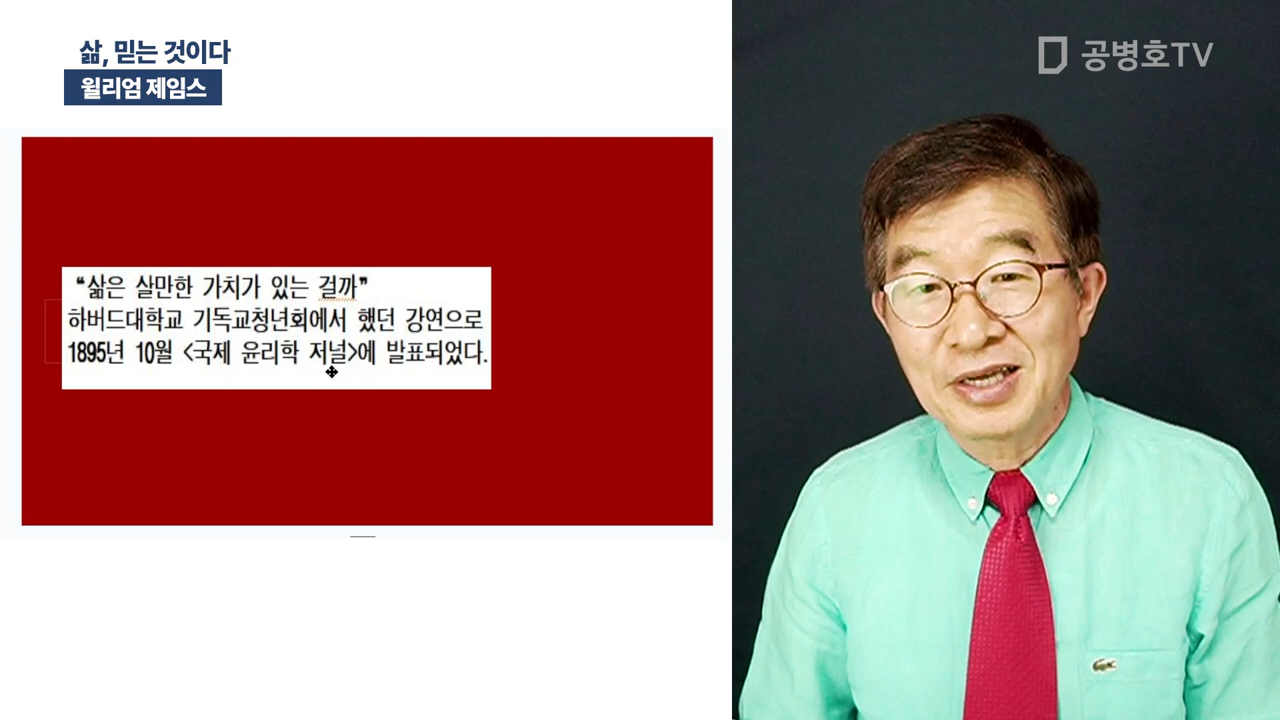 삶, 믿는 것이다
윌리엄 제임스
공병호TV
“삶은 살만한 가치가 있는 걸까”
하버드대학교 기독교청년회에서 했던 강연으로
1895년 10월 <국제 윤리학 저널>에 발표되었다.